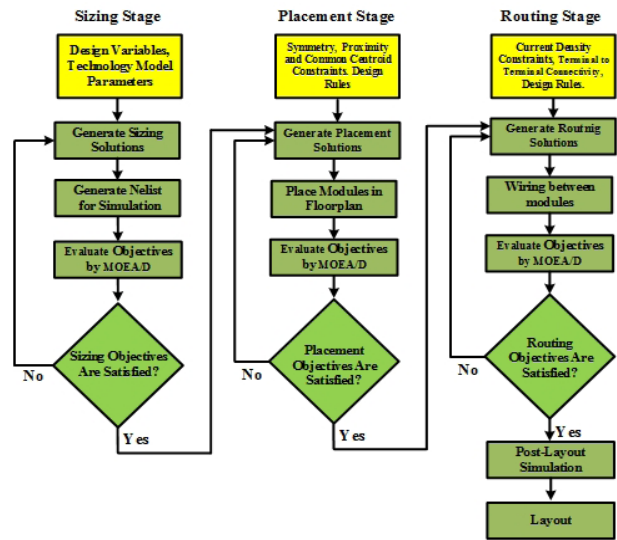 Sizing Stage
Design Variables,
Technology Model
Parameters
Generate Sizing
Solutions
Generate Nelist
for Simulation
Evaluate Objectives
by MOEA/D
Sizing Objectives
Are Satisfied?
No
Yes
Placement Stage
Symmetry, Proximity
and Common Centroid
Constraints. Design
Rules
Generate Placement
Solutions
Place Modules in
Floorplan
Evaluate Objectives
by MOEA/D
Placement
Objectives Are
Satisfied?
No
Yes
Routing Stage
Current Density
Constraints, Terminal to
Terminal Connectivity,
Design Rules.
Generate Routnig
Solutions
Wiring between
modules
Evaluate Objectives
by MOEA/D
Routing
Objectives Are
Satisfied?
No
Yes
Post-Layout
Simulation
Layout